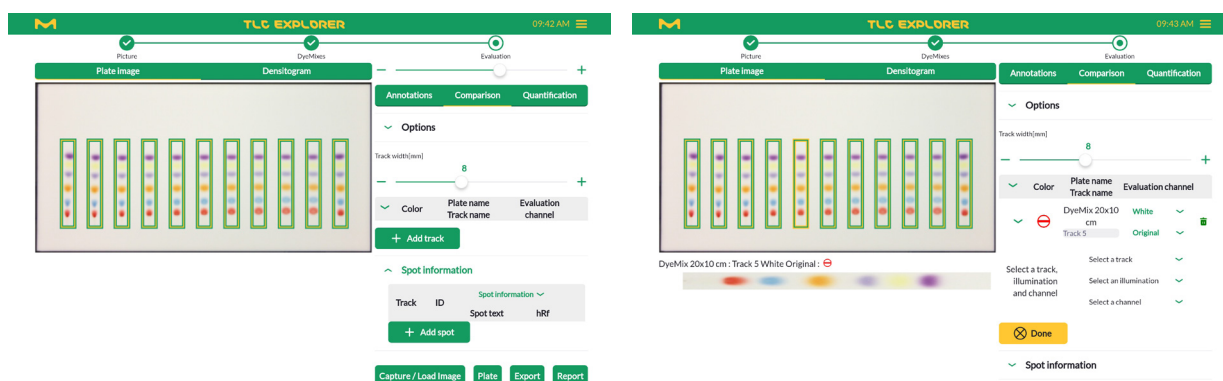 TLC EXPLORER
09:42 AM
Picture
DyeMixes
Evaluation
Plate image
Densitogram
− +
Annotations
Comparison
Quantification
Options
Track width[mm]
8
− +
Color
Plate name
Track name
Evaluation
channel
+ Add track
Spot information
Track
ID
Spot information
Spot text
hRf
+ Add spot
Capture / Load Image
Plate
Export
Report
TLC EXPLORER
09:43 AM
Picture
DyeMixes
Evaluation
Plate image
Densitogram
DyeMix 20x10 cm : Track 5 White Original :
Annotations
Comparison
Quantification
Options
Track width[mm]
8
− +
Color
Plate name
Track name
Evaluation channel
DyeMix 20x10
cm
Track 5
White
Original
Select a track,
illumination
and channel
Select a track
Select an illumination
Select a channel
Done
Spot information